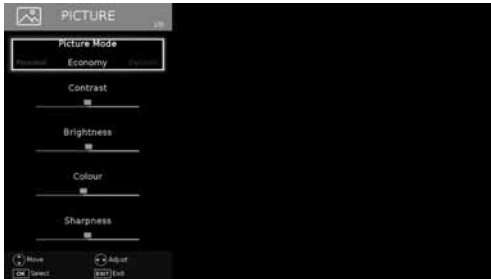 PICTURE
Picture Mode
Economy
Contrast
Brightness
Colour
Sharpness
Move Adjust
OK Select EXIT Exit